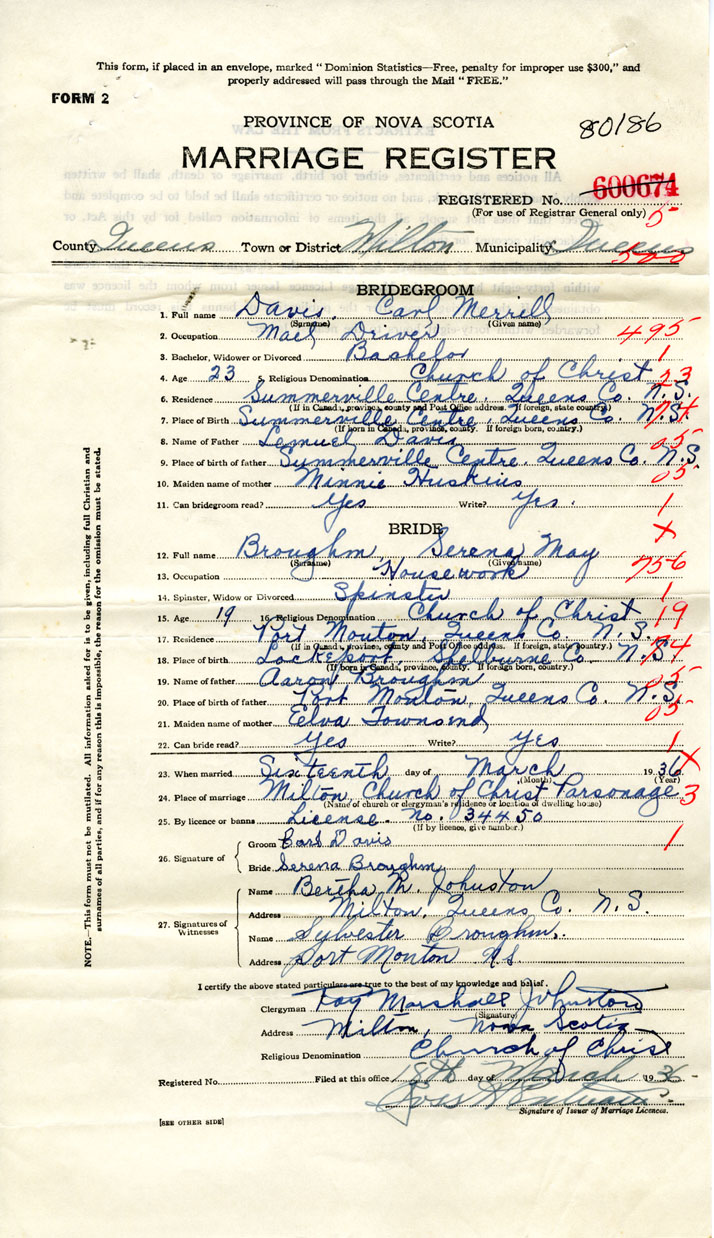 This form, if placed in an envelope, marked "Dominion Statistics—Free, penalty for improper use $300," and
properly addressed will pass through the Mail "FREE."
FORM 2
PROVINCE OF NOVA SCOTIA
80186
MARRIAGE REGISTER
REGISTERED No. 600674
(For use of Registrar General only) 5
County Queens Town or District Milton Municipality Queens
500
BRIDEGROOM
1. Full name Davis, Carl Merrill
(Surname) (Given name)
2. Occupation Mail Driver 495
3. Bachelor, Widower or Divorced Bachelor 1
4. Age 23 5. Religious Denomination Church of Christ 23
6. Residence Summerville Centre, Queens Co. N.S.
(If in Canada, province, county and Post Office address. If foreign, state country.) 74
7. Place of Birth Summerville Centre, Queens Co. N.S.
(If born in Canada, province, county. If foreign born, country.)
8. Name of Father Lemuel Davis 05
9. Place of birth of father Summerville Centre, Queens Co. N.S.
10. Maiden name of mother Minnie Huskins 05
11. Can bridegroom read? Yes Write? Yes. 1
BRIDE X
12. Full name Broughm, Serena May
(Surname) (Given name)
13. Occupation Housework 756
14. Spinster, Widow or Divorced Spinster 1
15. Age 19 16. Religious Denomination Church of Christ 19
17. Residence Port Mouton, Queens Co. N.S.
(If in Canada, province, county and Post Office address. If foreign, state country.) 74
18. Place of birth Lockeport, Shelburne Co. N.S
(If born in Canada, province, county. If foreign born, country.)
19. Name of father Aaron Broughm 05
20. Place of birth of father Port Mouton, Queens Co. N.S.
21. Maiden name of mother Elva Townsend 05
22. Can bride read? Yes Write? Yes 1
23. When married Sixteenth day of March 1936 X
(Month) (Year)
24. Place of marriage Milton, Church of Christ Parsonage 3
(Name of church or clergyman's residence or location of dwelling house)
25. By licence or banns License No. 34450
(If by licence, give number.)
26. Signature of Groom Carl Davis 1
Bride Serena Broughm
27. Signatures of Witnesses Name Bertha M. Johnston
Address Milton, Queens Co. N.S.
Name Sylvester Broughm.
Address Port Mouton N.S.
I certify the above stated particulars are true to the best of my knowledge and belief.
Clergyman Roy Marshall Johnston
(Signature)
Address Milton, Nova Scotia
Religious Denomination Church of Christ
Registered No. Filed at this office 18th day of March 1936
Signature of Issuer of Marriage Licences.
[SEE OTHER SIDE]
NOTE.—This form must not be mutilated. All information asked for is to be given, including full Christian and
surnames of all parties, and if for any reason this is impossible, the reason for the omission must be stated.